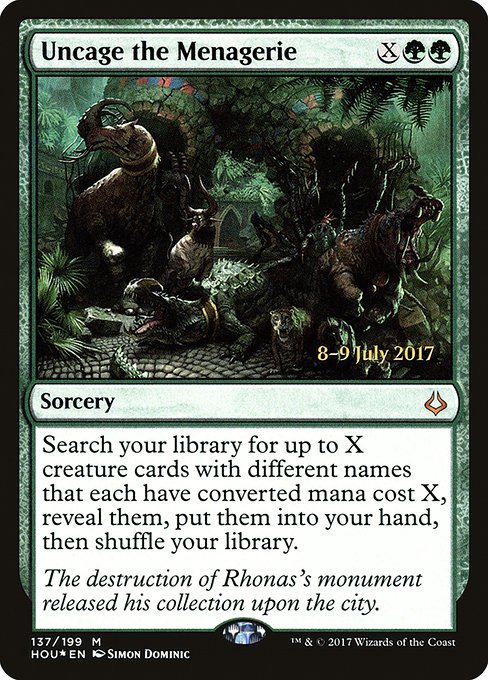 Uncage the Menagerie X
8–9 July 2017
Sorcery
Search your library for up to X
creature cards with different names
that each have converted mana cost X,
reveal them, put them into your hand,
then shuffle your library.
The destruction of Rhonas's monument
released his collection upon the city.
137/199 M
HOU★EN Simon Dominic
™ & © 2017 Wizards of the Coast